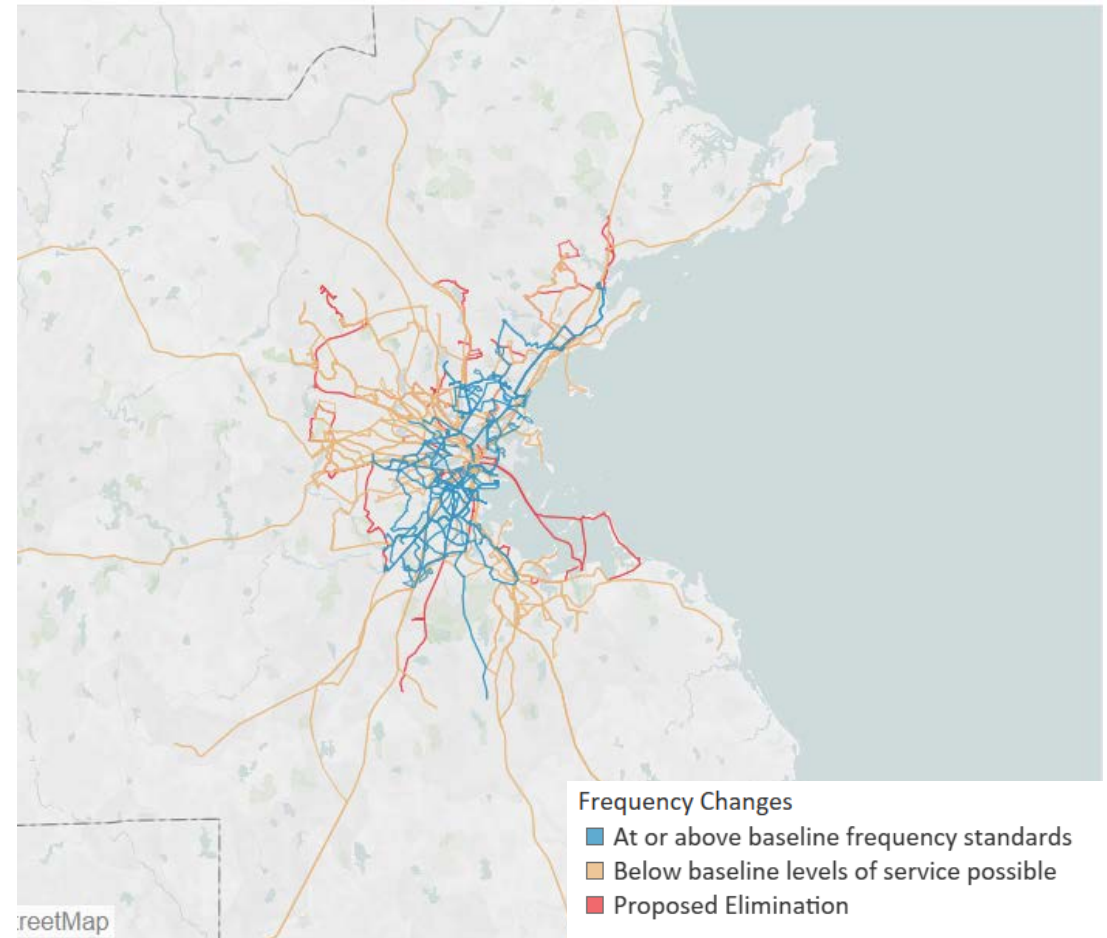 Frequency Changes
At or above baseline frequency standards
Below baseline levels of service possible
Proposed Elimination
reetMap